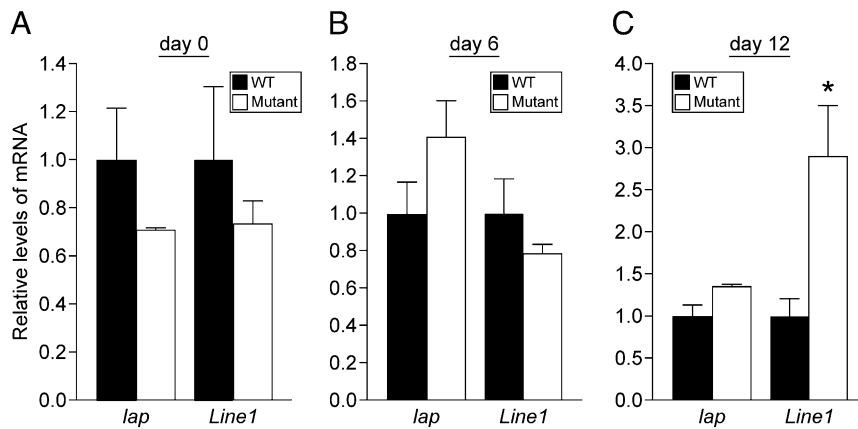 A
day 0
1.4
1.2
1.0
0.8
0.6
0.4
0.2
0.0
Relative levels of mRNA
WT
Mutant
Iap
Line1
B
day 6
1.8
1.6
1.4
1.2
1.0
0.8
0.6
0.4
0.2
0.0
WT
Mutant
Iap
Line1
C
day 12
4.0
3.5
3.0
2.5
2.0
1.5
1.0
0.5
0.0
WT
Mutant
*
Iap
Line1